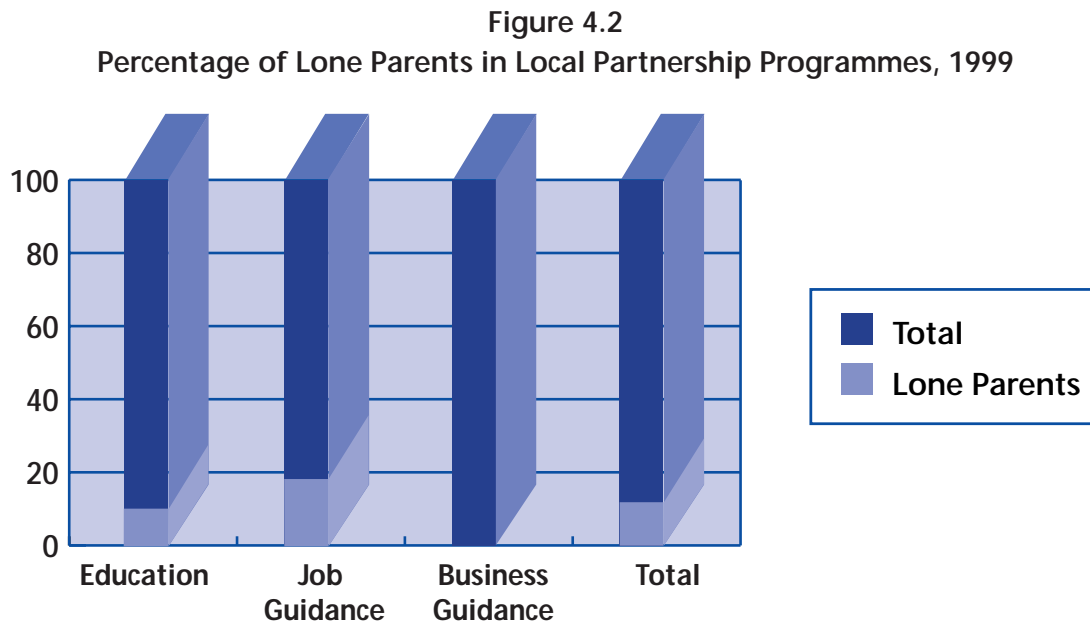 Figure 4.2
Percentage of Lone Parents in Local Partnership Programmes, 1999
100
80
60
40
20
0
Education
Job
Guidance
Business
Guidance
Total
Total
Lone Parents